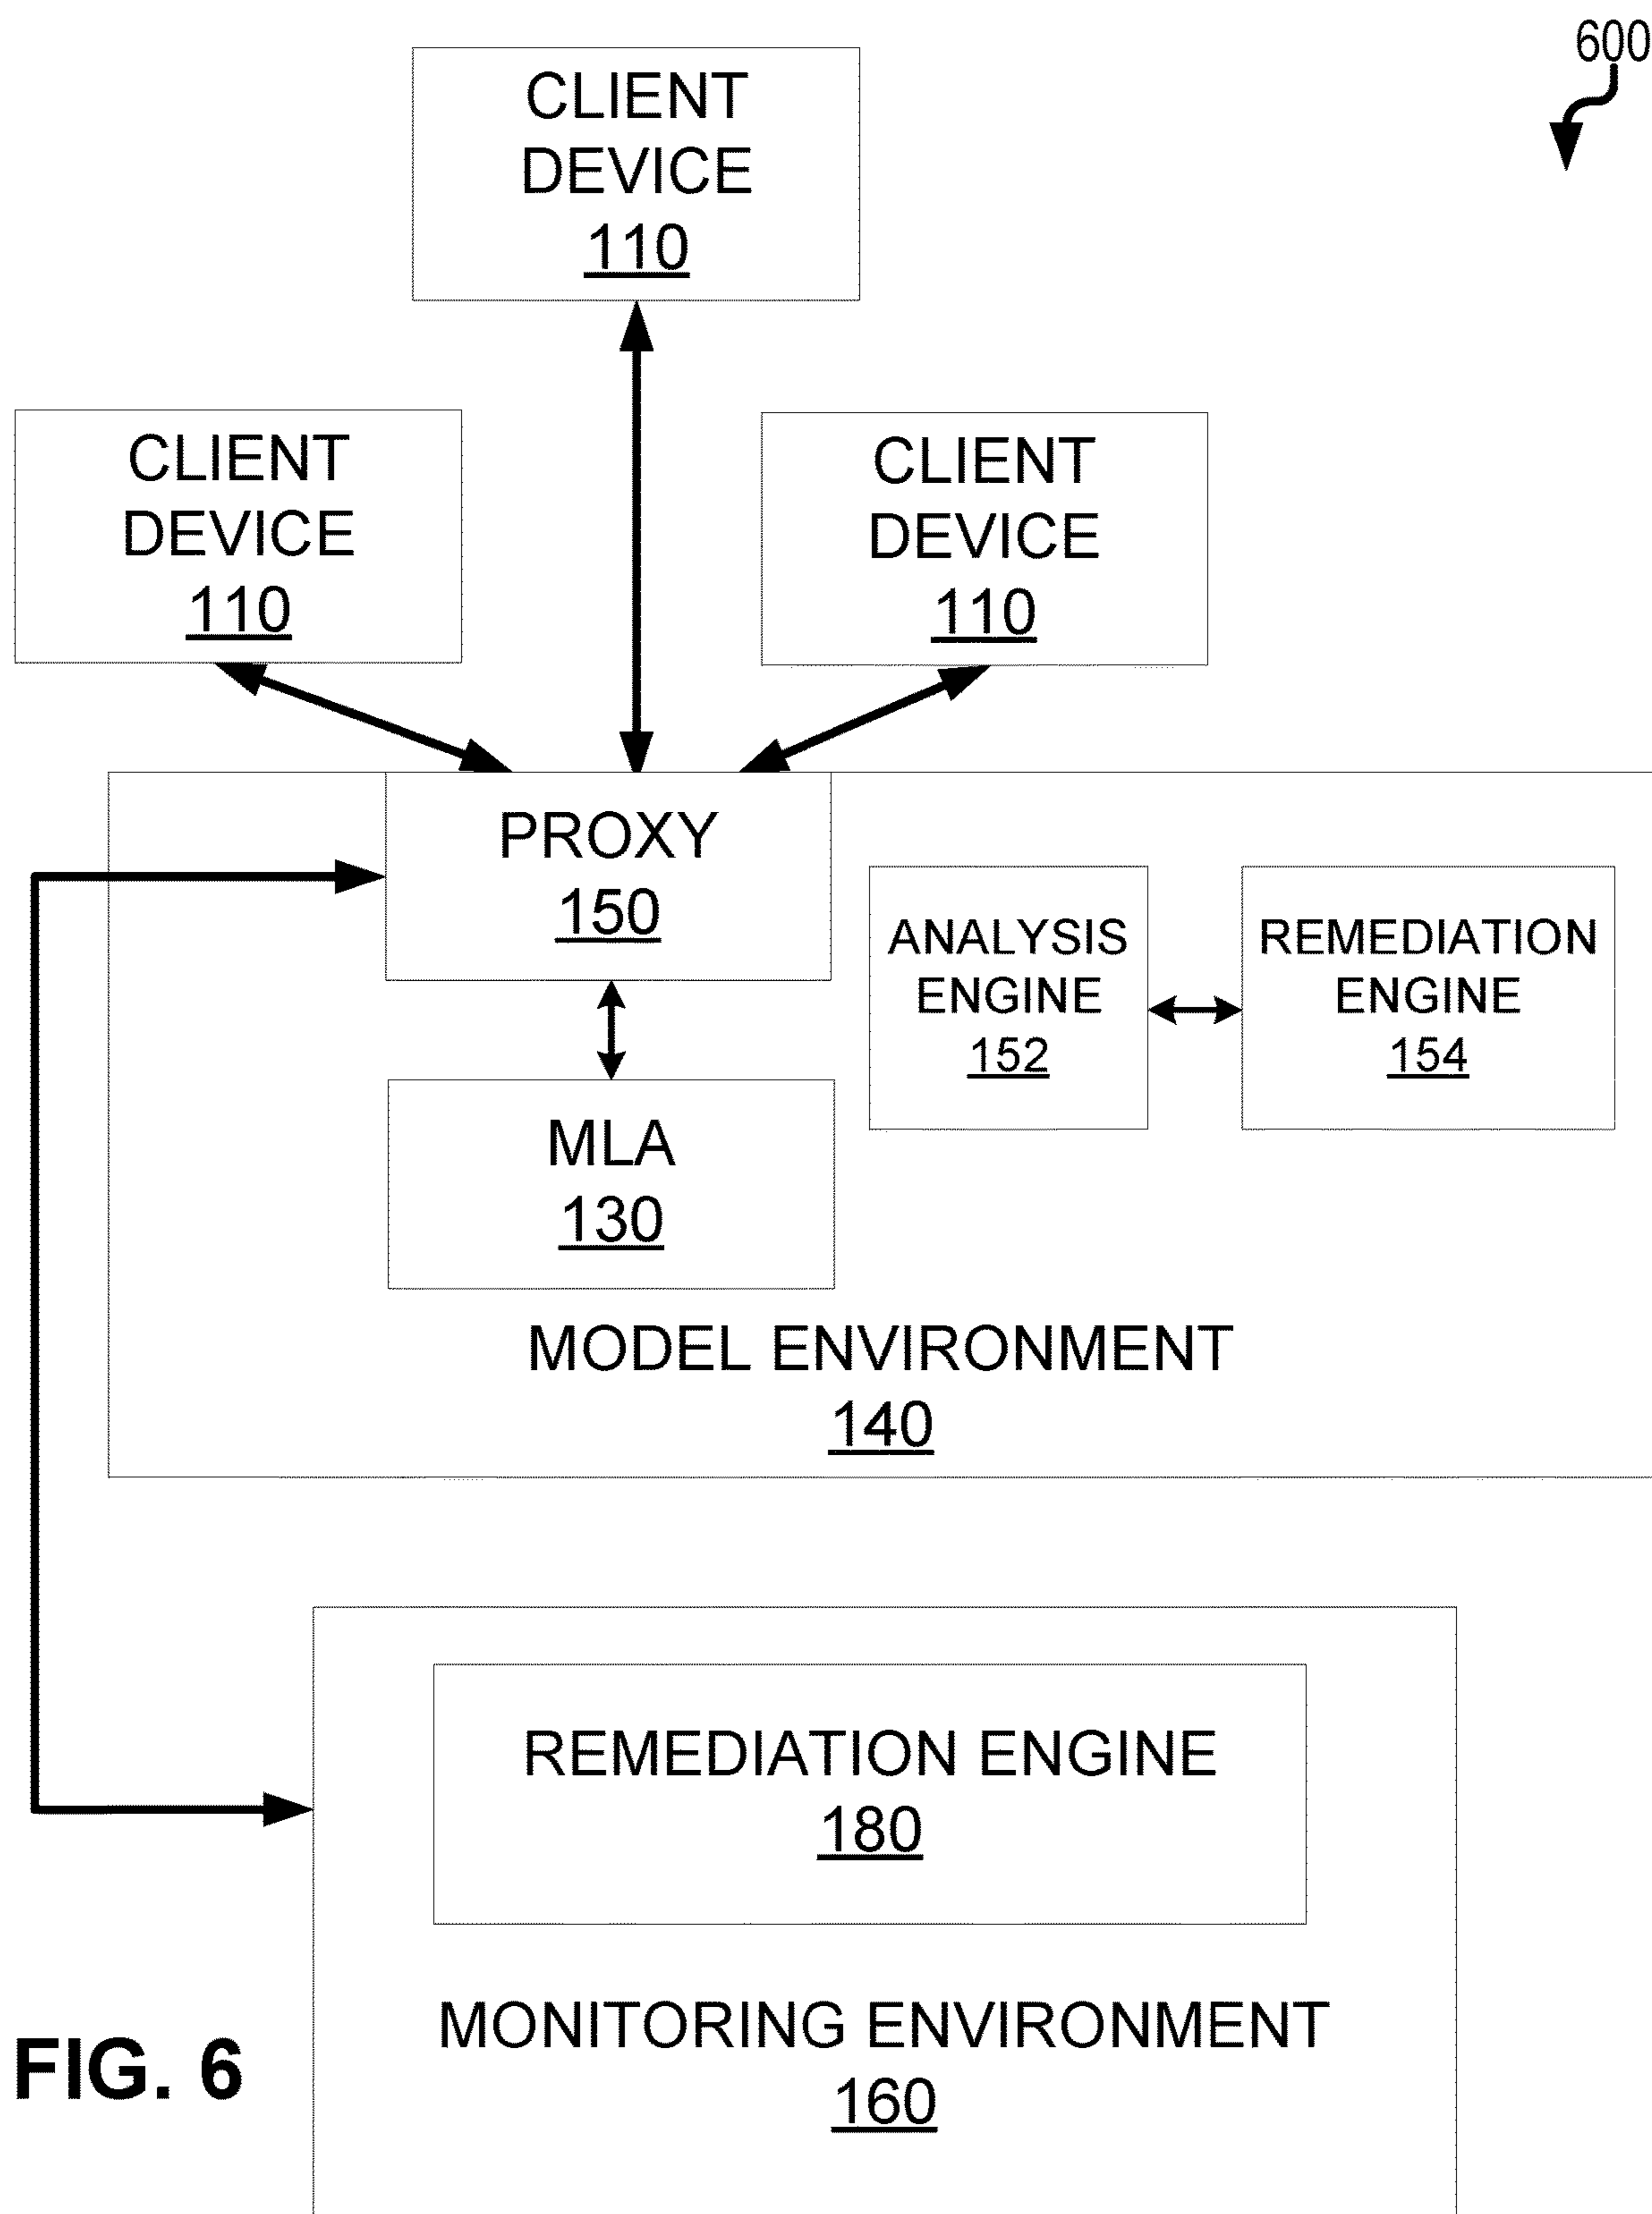 600
CLIENT
DEVICE
110
CLIENT
DEVICE
110
CLIENT
DEVICE
110
PROXY
150
ANALYSIS
ENGINE
152
REMEDIATION
ENGINE
154
MLA
130
MODEL ENVIRONMENT
140
REMEDIATION ENGINE
180
MONITORING ENVIRONMENT
160
FIG. 6